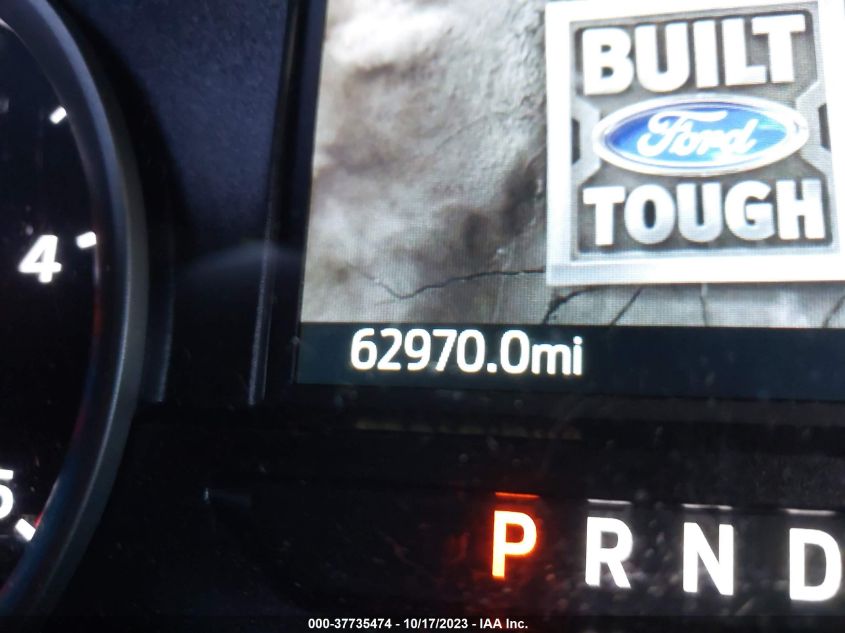 BUILT
Ford
TOUGH
4
62970.0mi
5
P R N D
000-37735474 - 10/17/2023 - IAA Inc.